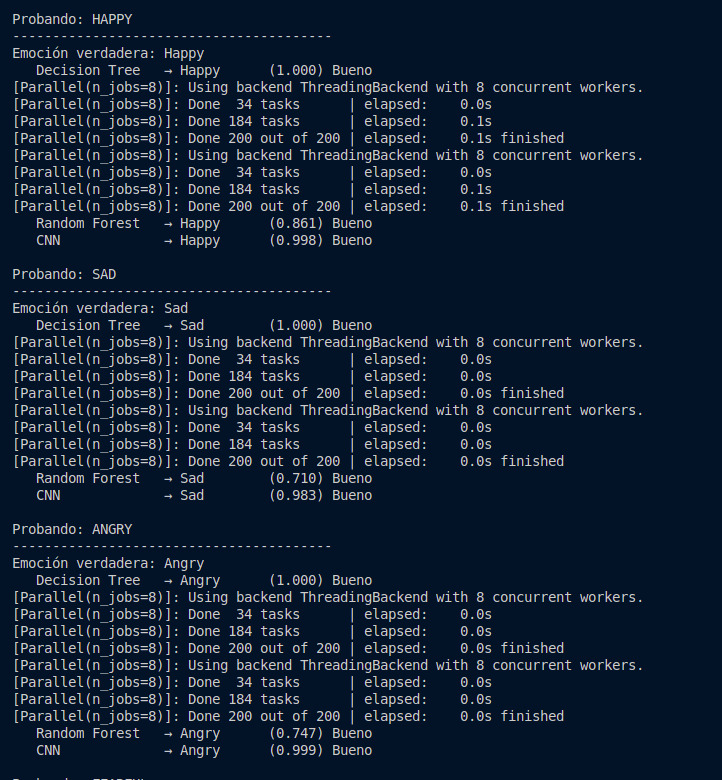 Probando: HAPPY
----------------------------------------
Emoción verdadera: Happy
   Decision Tree   → Happy      (1.000) Bueno
[Parallel(n_jobs=8)]: Using backend ThreadingBackend with 8 concurrent workers.
[Parallel(n_jobs=8)]: Done  34 tasks      | elapsed:    0.0s
[Parallel(n_jobs=8)]: Done 184 tasks      | elapsed:    0.1s
[Parallel(n_jobs=8)]: Done 200 out of 200 | elapsed:    0.1s finished
[Parallel(n_jobs=8)]: Using backend ThreadingBackend with 8 concurrent workers.
[Parallel(n_jobs=8)]: Done  34 tasks      | elapsed:    0.0s
[Parallel(n_jobs=8)]: Done 184 tasks      | elapsed:    0.1s
[Parallel(n_jobs=8)]: Done 200 out of 200 | elapsed:    0.1s finished
   Random Forest   → Happy      (0.861) Bueno
   CNN             → Happy      (0.998) Bueno

Probando: SAD
----------------------------------------
Emoción verdadera: Sad
   Decision Tree   → Sad        (1.000) Bueno
[Parallel(n_jobs=8)]: Using backend ThreadingBackend with 8 concurrent workers.
[Parallel(n_jobs=8)]: Done  34 tasks      | elapsed:    0.0s
[Parallel(n_jobs=8)]: Done 184 tasks      | elapsed:    0.0s
[Parallel(n_jobs=8)]: Done 200 out of 200 | elapsed:    0.0s finished
[Parallel(n_jobs=8)]: Using backend ThreadingBackend with 8 concurrent workers.
[Parallel(n_jobs=8)]: Done  34 tasks      | elapsed:    0.0s
[Parallel(n_jobs=8)]: Done 184 tasks      | elapsed:    0.0s
[Parallel(n_jobs=8)]: Done 200 out of 200 | elapsed:    0.0s finished
   Random Forest   → Sad        (0.710) Bueno
   CNN             → Sad        (0.983) Bueno

Probando: ANGRY
----------------------------------------
Emoción verdadera: Angry
   Decision Tree   → Angry      (1.000) Bueno
[Parallel(n_jobs=8)]: Using backend ThreadingBackend with 8 concurrent workers.
[Parallel(n_jobs=8)]: Done  34 tasks      | elapsed:    0.0s
[Parallel(n_jobs=8)]: Done 184 tasks      | elapsed:    0.0s
[Parallel(n_jobs=8)]: Done 200 out of 200 | elapsed:    0.0s finished
[Parallel(n_jobs=8)]: Using backend ThreadingBackend with 8 concurrent workers.
[Parallel(n_jobs=8)]: Done  34 tasks      | elapsed:    0.0s
[Parallel(n_jobs=8)]: Done 184 tasks      | elapsed:    0.0s
[Parallel(n_jobs=8)]: Done 200 out of 200 | elapsed:    0.0s finished
   Random Forest   → Angry      (0.747) Bueno
   CNN             → Angry      (0.999) Bueno